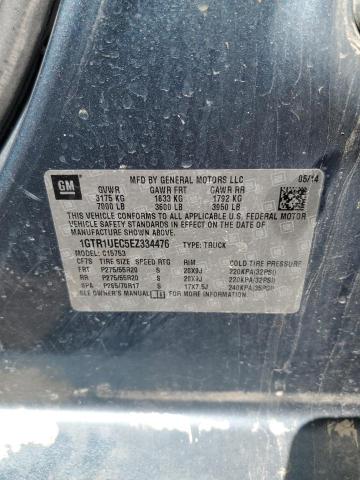 GM
MFD BY GENERAL MOTORS LLC 05/14
GVWR GAWR FRT GAWR RR
3175 KG 1633 KG 1792 KG
7000 LB 3600 LB 3950 LB
THIS VEHICLE CONFORMS TO ALL APPLICABLE U.S. FEDERAL MOTOR
VEHICLE SAFETY STANDARDS IN EFFECT ON THE DATE OF
MANUFACTURE SHOWN ABOVE.
1GTR1UEC5EZ334476 TYPE: TRUCK
MODEL: C15753
CF7S TIRE SIZE SPEED RTG RIM COLD TIRE PRESSURE
FRT P275/55R20 S 20X9J 220KPA(32PSI)
RR P275/55R20 S 20X9J 220KPA(32PSI)
SPA P265/70R17 S 17X7.5J 240KPA(35PSI)
SEE OWNER'S MANUAL FOR MORE INFORMATION.